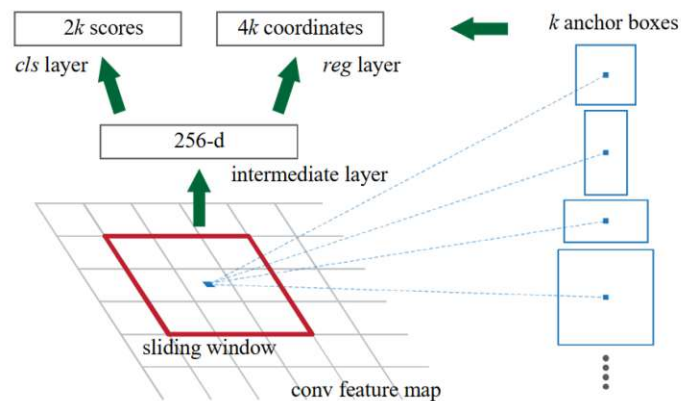 2k scores
4k coordinates
k anchor boxes
cls layer
reg layer
256-d
intermediate layer
sliding window
conv feature map